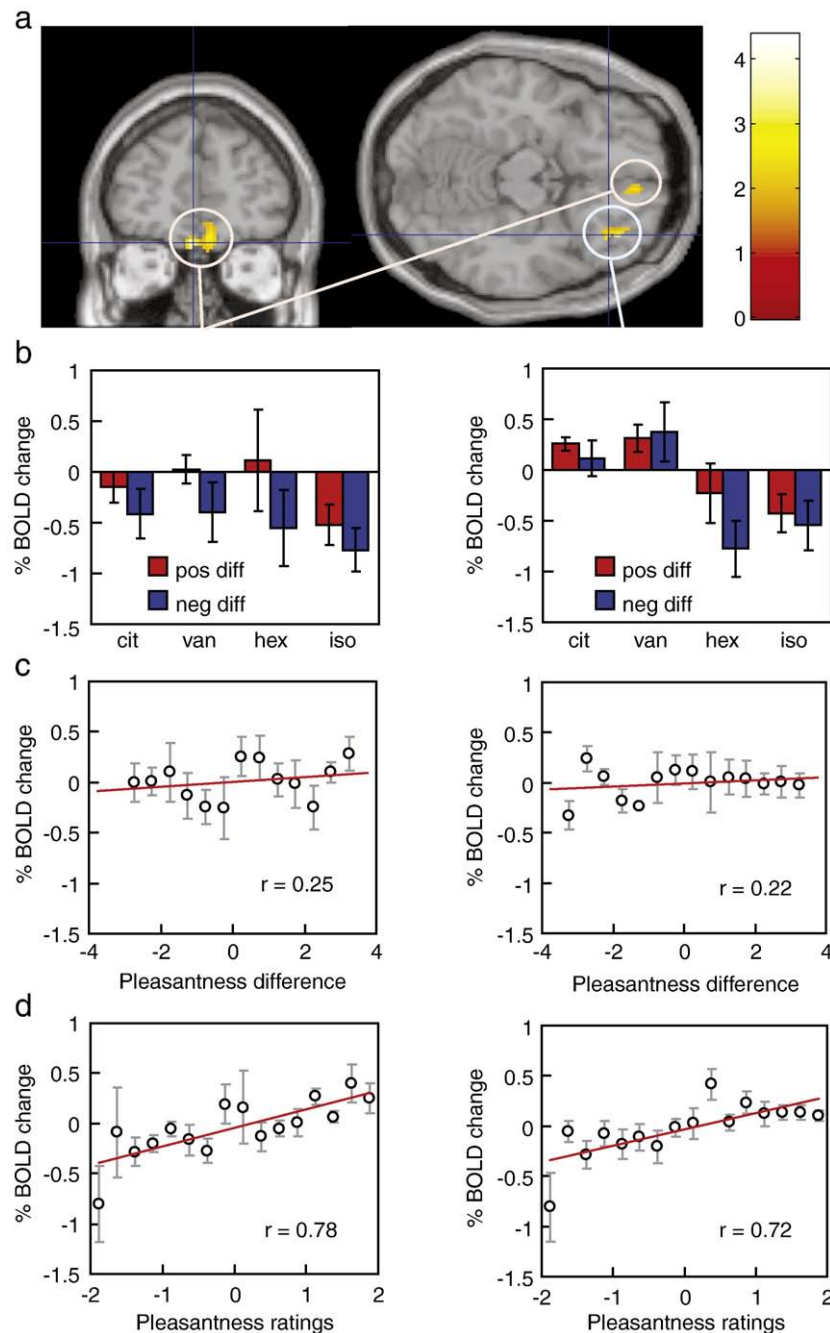 a
4
3
2
1
0
b
1
0.5
0
-0.5
-1
-1.5
% BOLD change
pos diff
neg diff
cit van hex iso
1
0.5
0
-0.5
-1
-1.5
% BOLD change
pos diff
neg diff
cit van hex iso
c
1
0.5
0
-0.5
-1
-1.5
% BOLD change
r = 0.25
-4 -2 0 2 4
Pleasantness difference
1
0.5
0
-0.5
-1
-1.5
% BOLD change
r = 0.22
-4 -2 0 2 4
Pleasantness difference
d
1
0.5
0
-0.5
-1
-1.5
% BOLD change
r = 0.78
-2 -1 0 1 2
Pleasantness ratings
1
0.5
0
-0.5
-1
-1.5
% BOLD change
r = 0.72
-2 -1 0 1 2
Pleasantness ratings